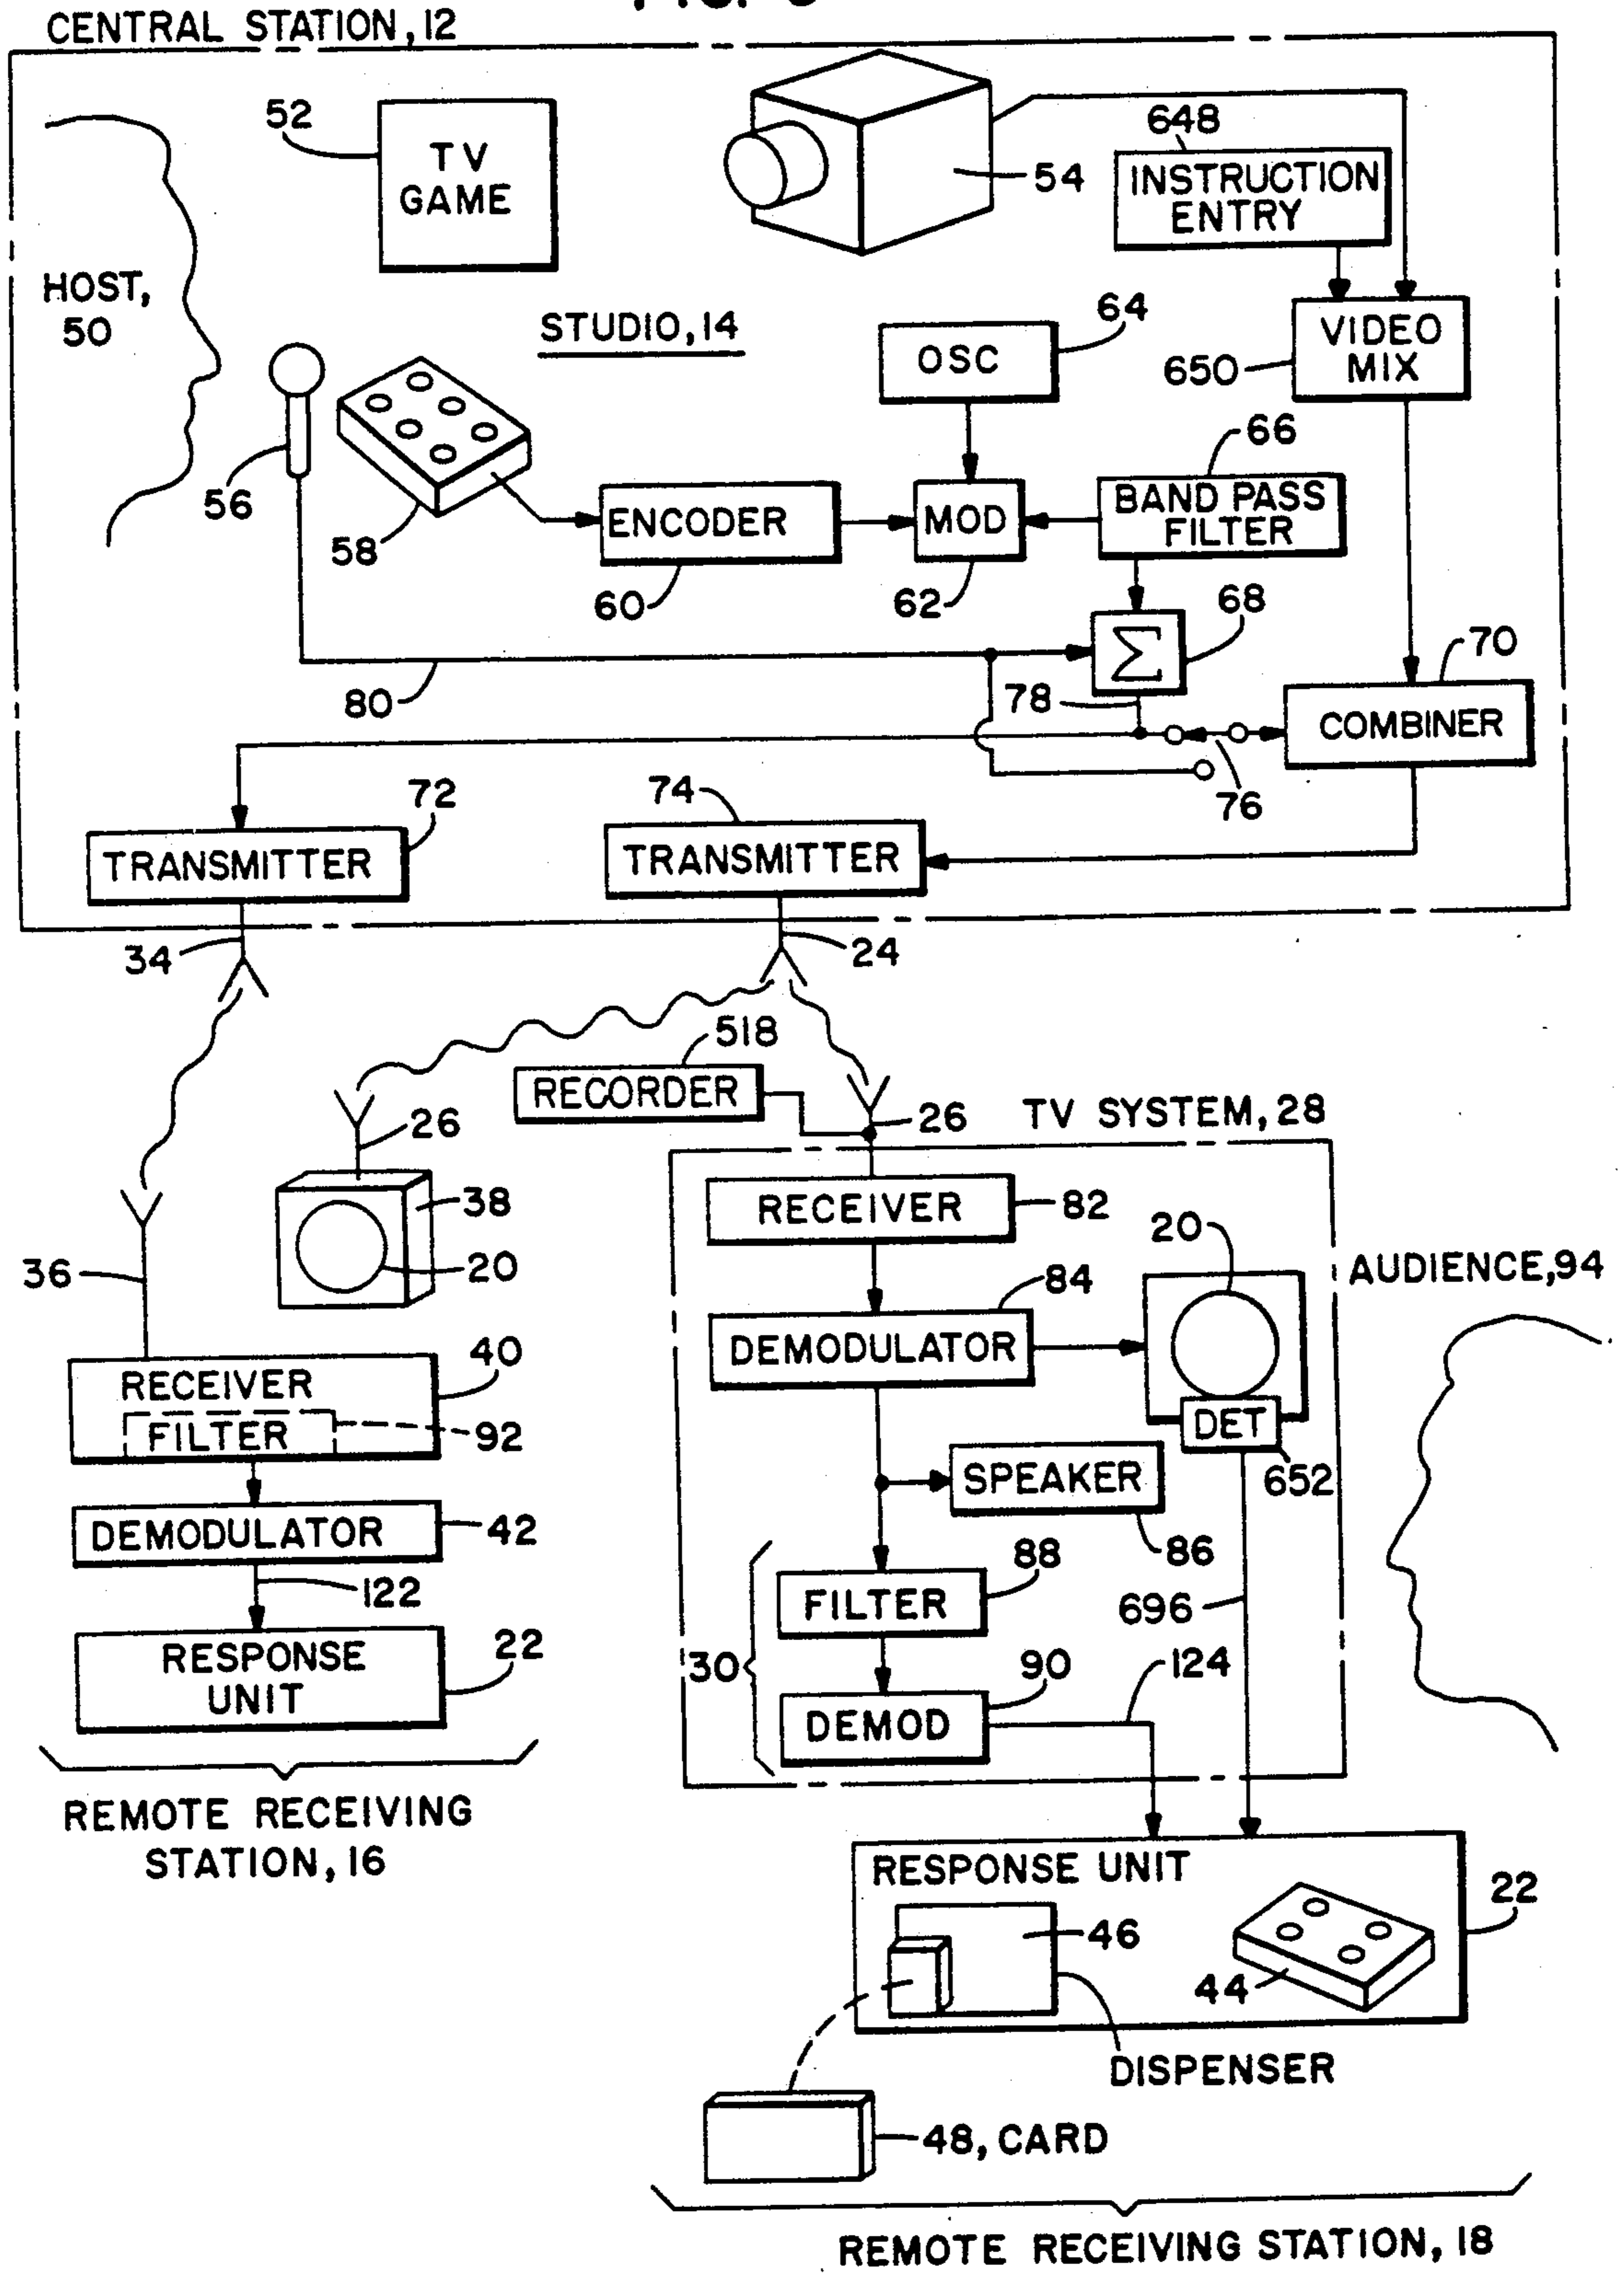 CENTRAL STATION, 12
52
TV
GAME
54
648
INSTRUCTION
ENTRY
HOST,
50
STUDIO, 14
64
OSC
650
VIDEO
MIX
56
58
66
ENCODER
60
MOD
62
BAND PASS
FILTER
68
Σ
70
80
78
COMBINER
76
72
74
TRANSMITTER
TRANSMITTER
34
24
518
RECORDER
26
26
TV SYSTEM, 28
38
20
RECEIVER
82
20
36
84
AUDIENCE, 94
DEMODULATOR
40
RECEIVER
FILTER
92
DET
652
SPEAKER
86
DEMODULATOR
42
88
122
FILTER
696
RESPONSE
UNIT
22
30
90
124
DEMOD
REMOTE RECEIVING
STATION, 16
RESPONSE UNIT
22
46
44
DISPENSER
48, CARD
REMOTE RECEIVING STATION, 18